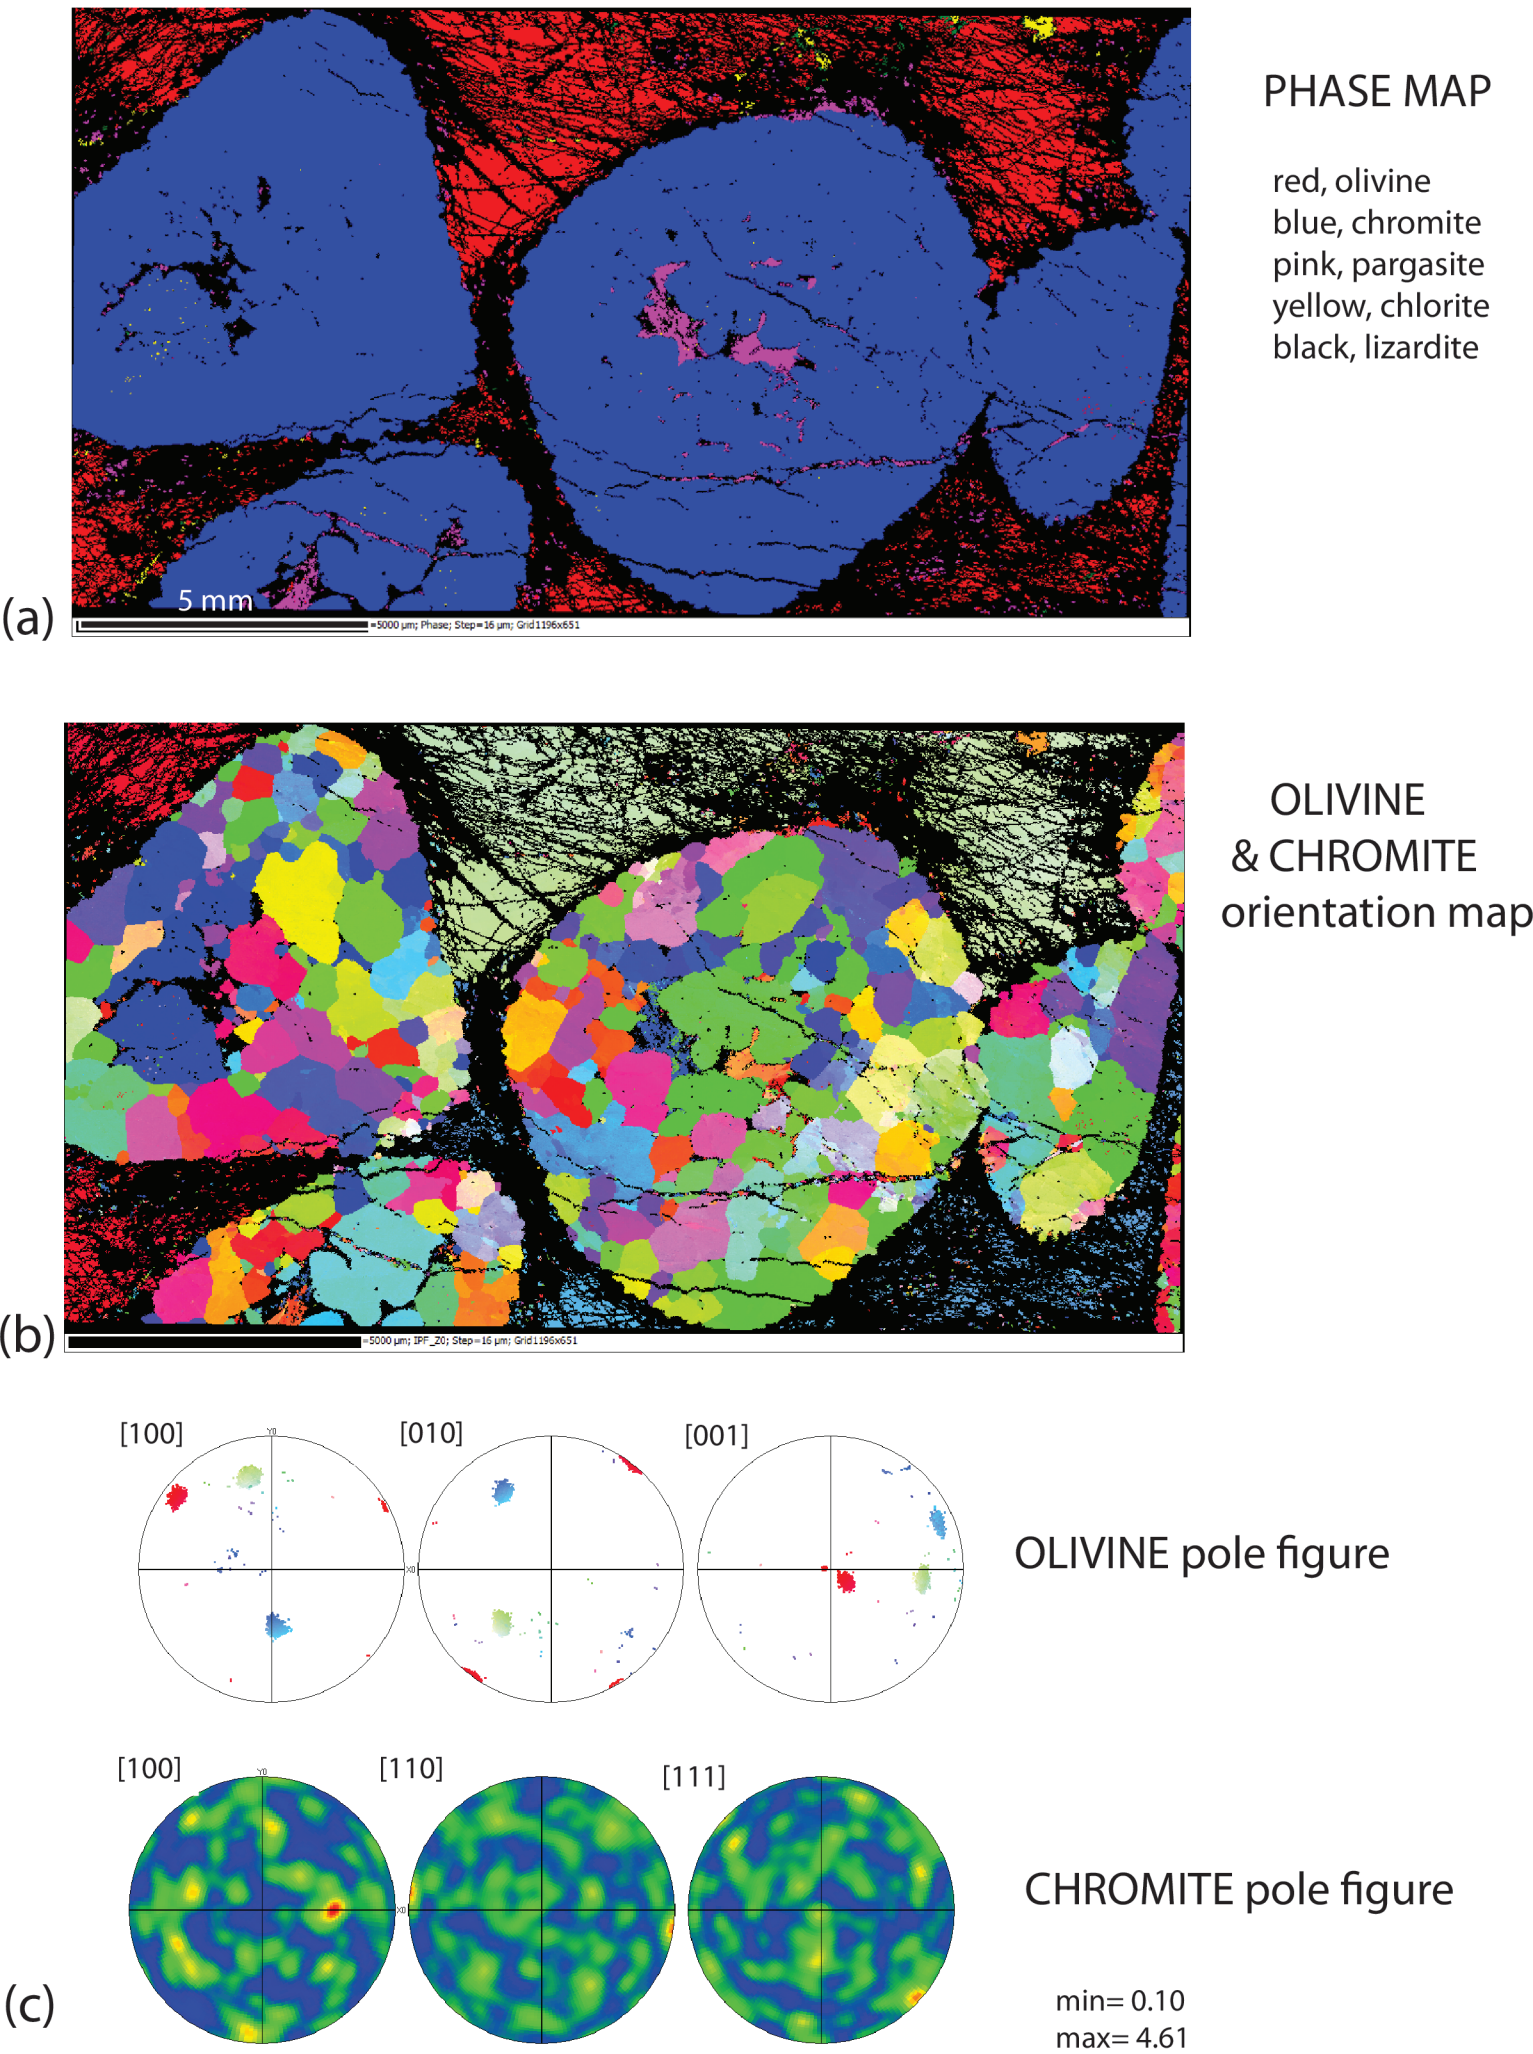 PHASE MAP
red, olivine
blue, chromite
pink, pargasite
yellow, chlorite
black, lizardite
5 mm
(a)
=5000 µm; Phase; Step=16 µm; Grid1196x651
OLIVINE
& CHROMITE
orientation map
(b)
=5000 µm; IPF_Z0; Step=16 µm; Grid1196x651
[100] [010] [001]
Y0
X0
OLIVINE pole figure
[100] [110] [111]
Y0
X0
CHROMITE pole figure
(c)
min= 0.10
max= 4.61